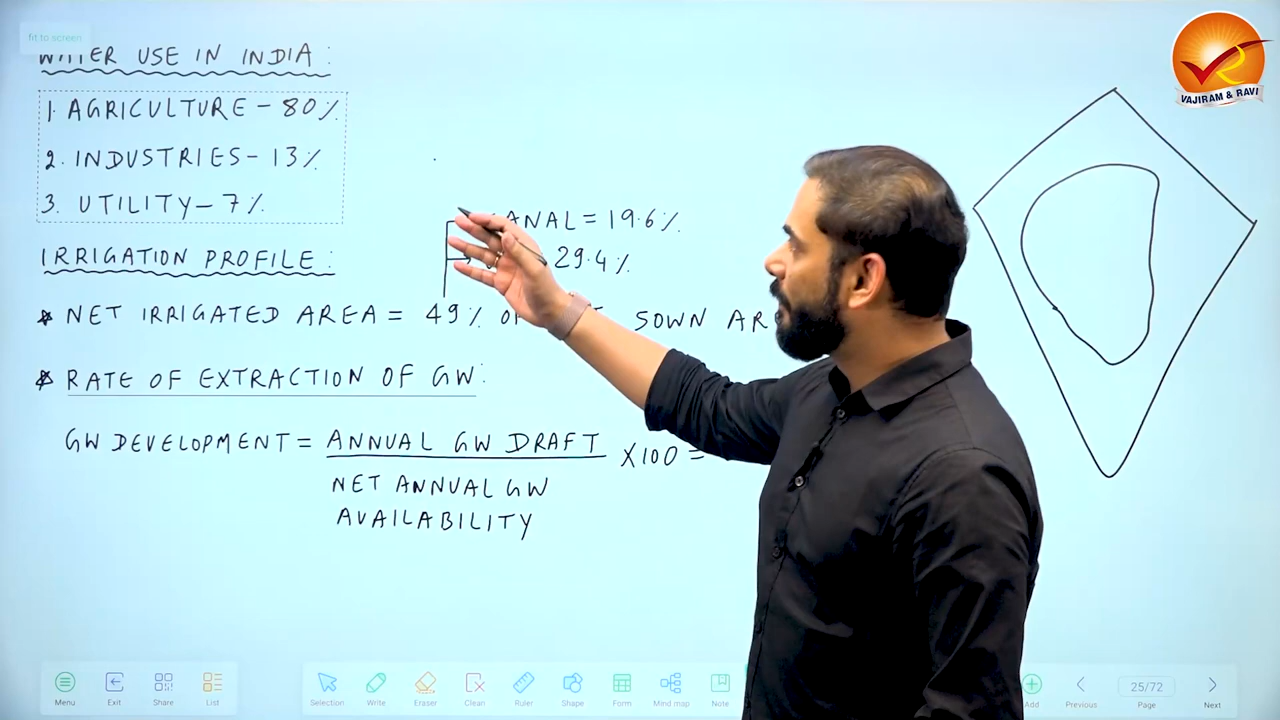 fit to screen
WATER USE IN INDIA:
1. AGRICULTURE - 80%
2. INDUSTRIES - 13%
3. UTILITY - 7%
ANAL = 19.6%
29.4%
IRRIGATION PROFILE:
* NET IRRIGATED AREA = 49% SOWN AR
* RATE OF EXTRACTION OF GW:
GW DEVELOPMENT = ANNUAL GW DRAFT X100 =
NET ANNUAL GW
AVAILABILITY
VAJIRAM & RAVI
Menu Exit Share List Selection Write Eraser Clean Ruler Shape Form Mind map Note Add Previous 25/72 Page Next